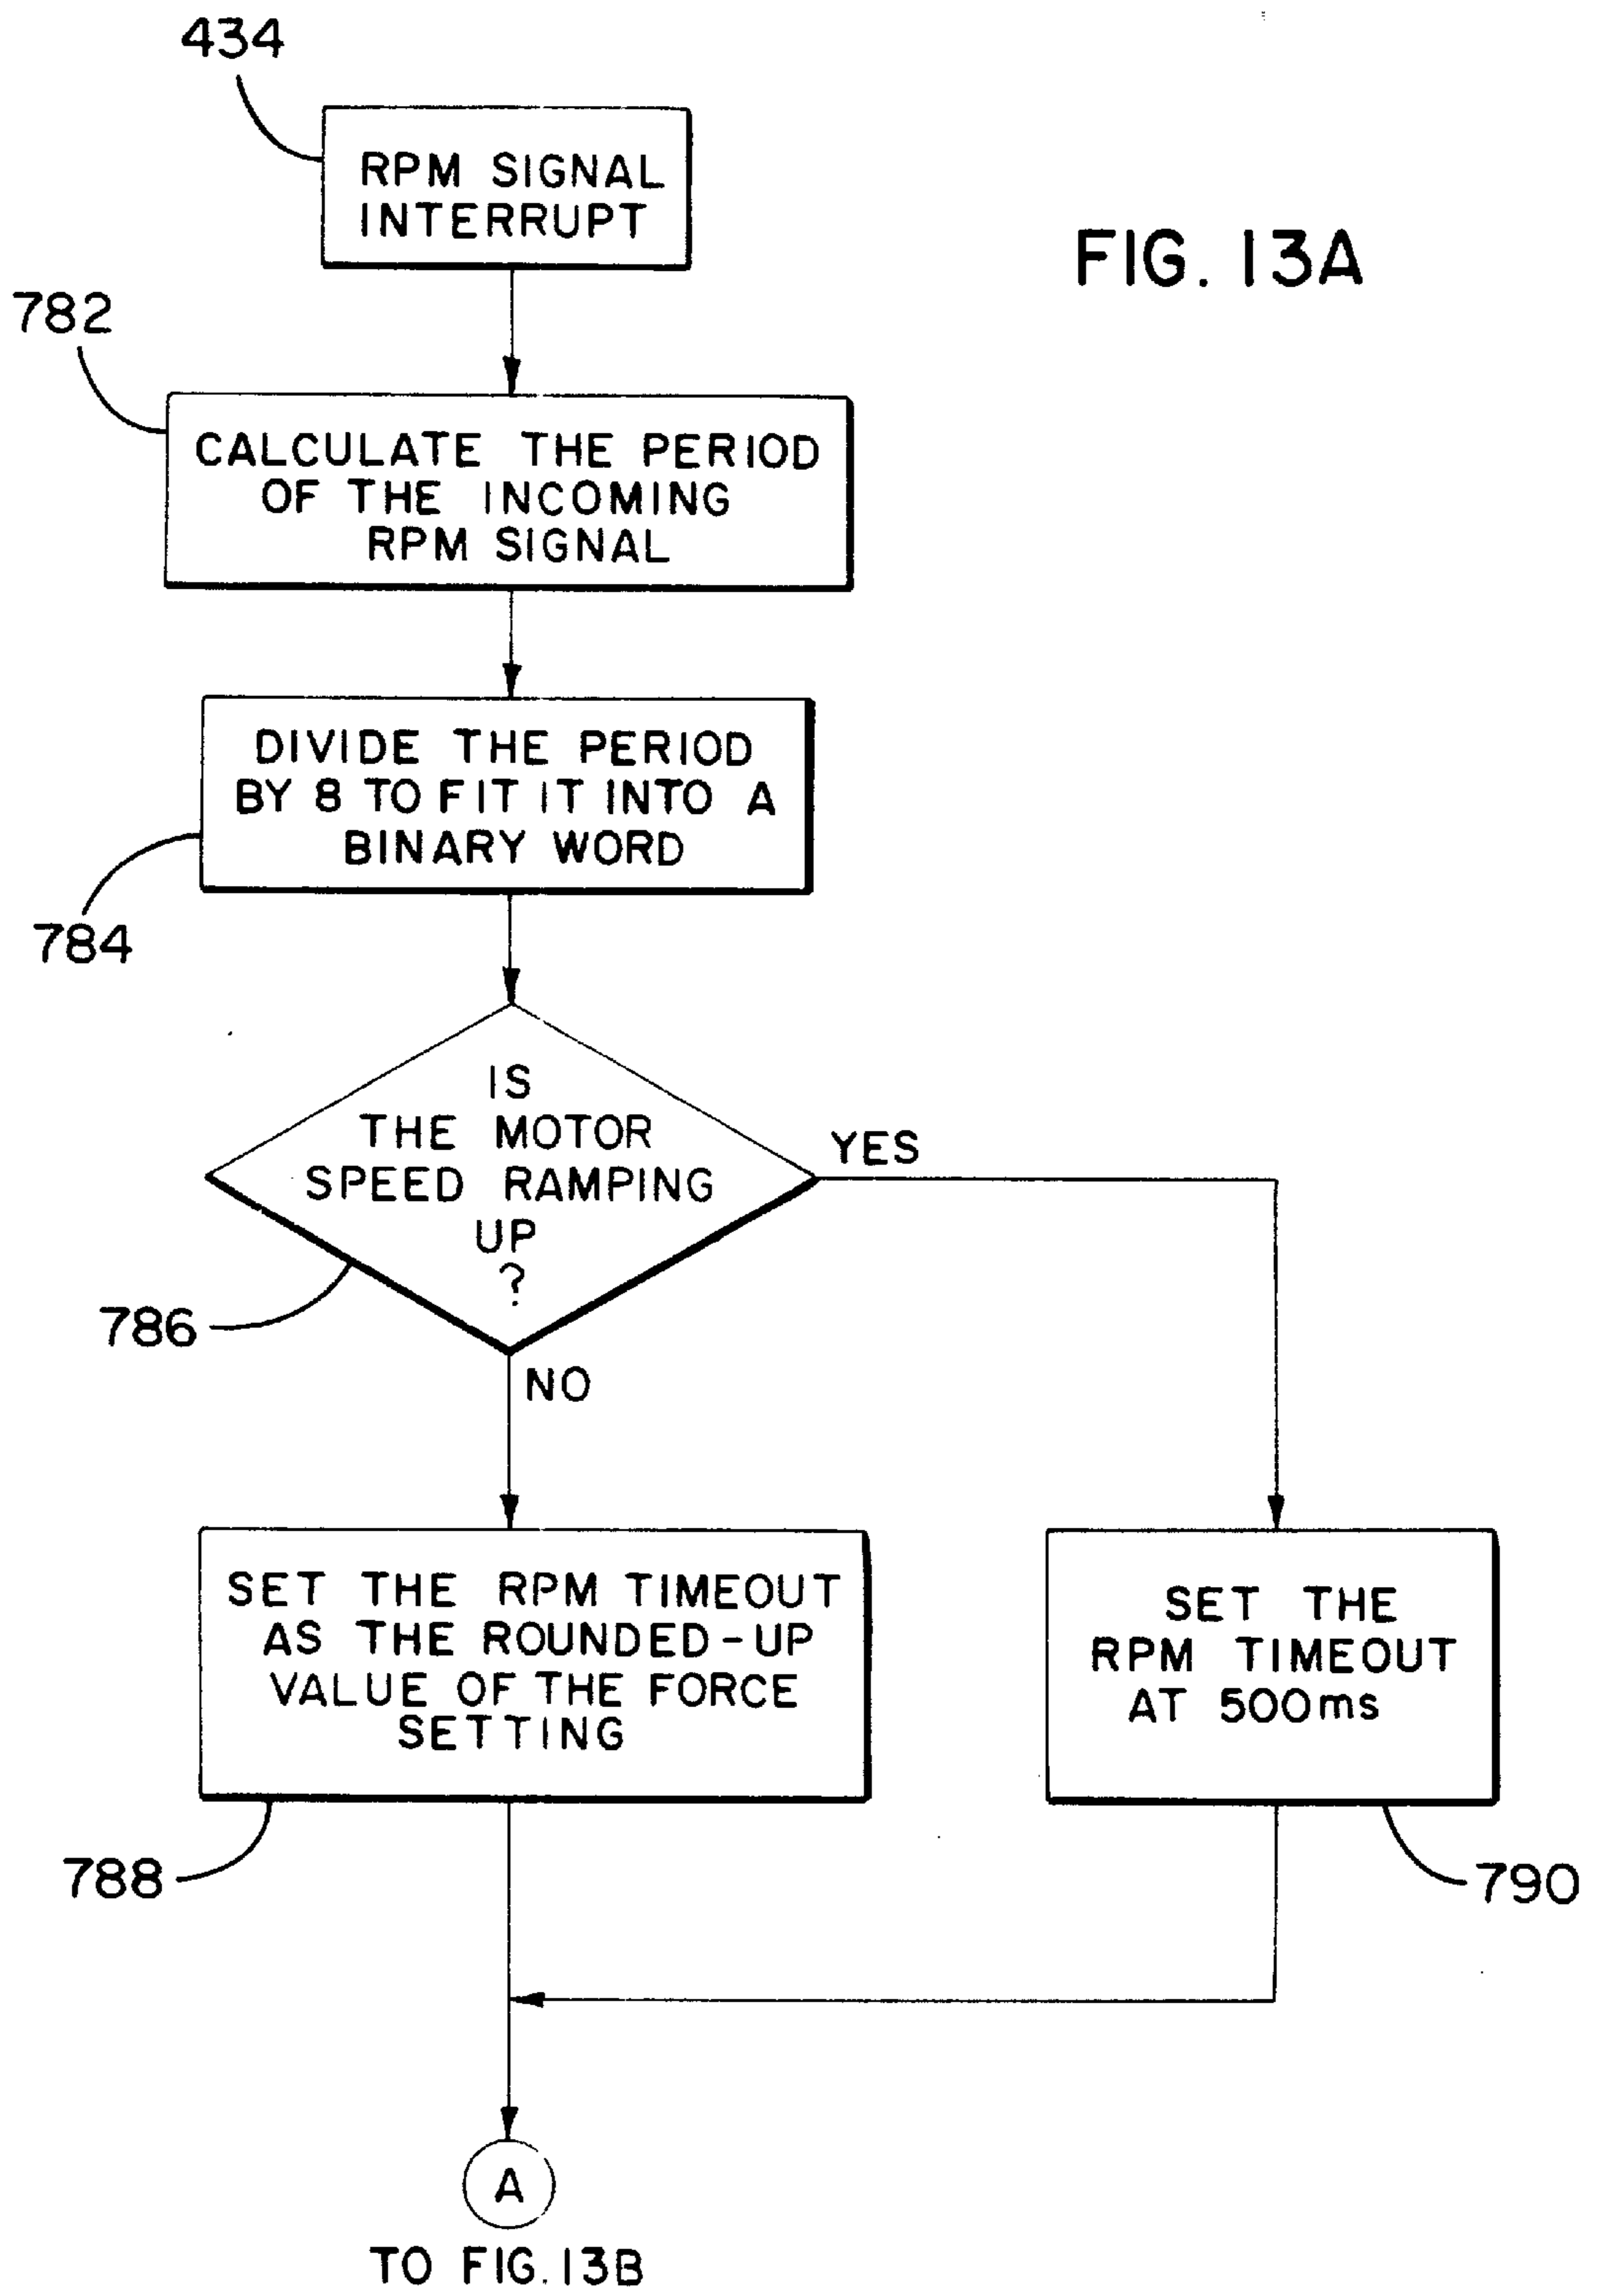 434
RPM SIGNAL
INTERRUPT
FIG. 13A
782
CALCULATE THE PERIOD
OF THE INCOMING
RPM SIGNAL
DIVIDE THE PERIOD
BY 8 TO FIT IT INTO A
BINARY WORD
784
IS
THE MOTOR
SPEED RAMPING
UP
?
YES
786
NO
SET THE RPM TIMEOUT
AS THE ROUNDED-UP
VALUE OF THE FORCE
SETTING
SET THE
RPM TIMEOUT
AT 500ms
788
790
A
TO FIG. 13B